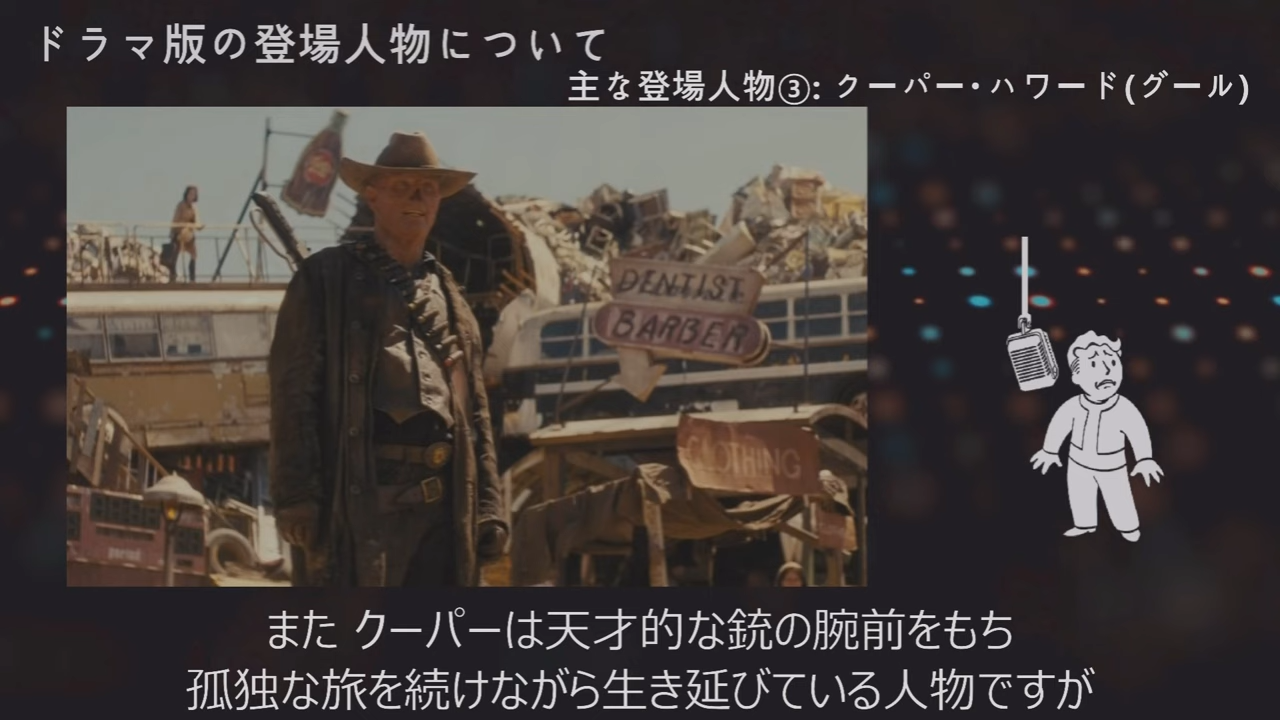 ドラマ版の登場人物について
主な登場人物③: クーパー・ハワード(グール)
DENTIST
BARBER
CLOTHING
また クーパーは天才的な銃の腕前をもち
孤独な旅を続けながら生き延びている人物ですが